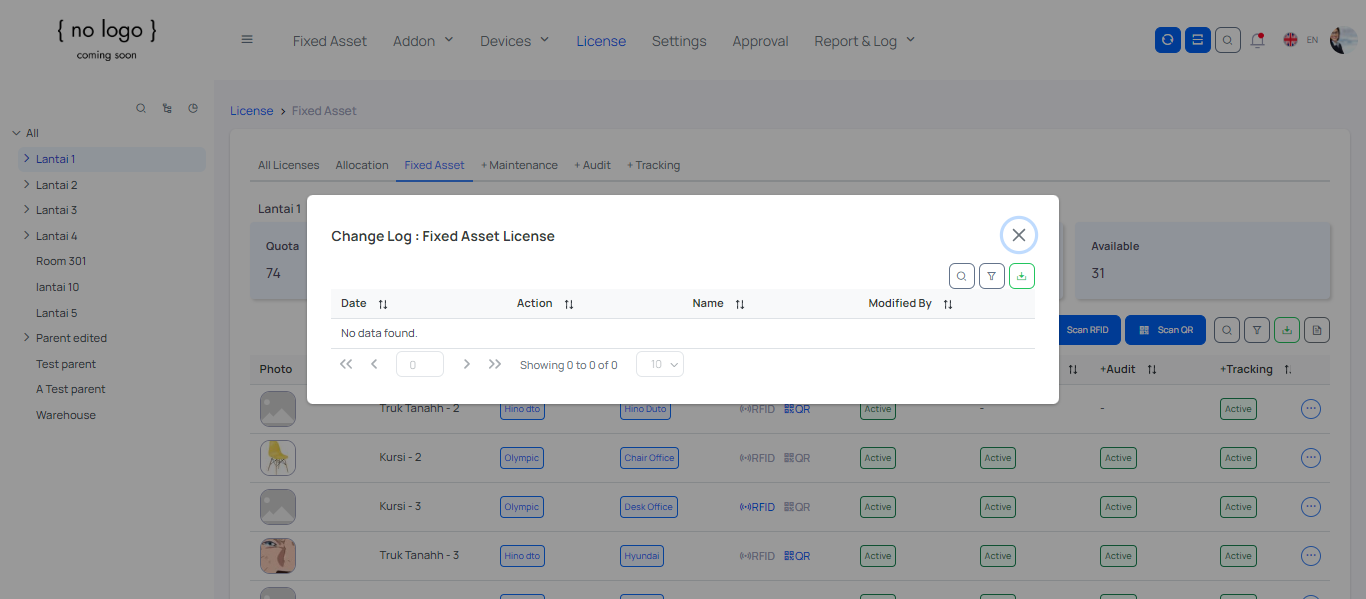 { no logo }
coming soon
Fixed Asset Addon Devices License Settings Approval Report & Log EN
License > Fixed Asset
All
Lantai 1
Lantai 2
Lantai 3
Lantai 4
Room 301
lantai 10
Lantai 5
Parent edited
Test parent
A Test parent
Warehouse
All Licenses Allocation Fixed Asset + Maintenance + Audit + Tracking
Lantai 1
Quota
74
Available
31
Change Log : Fixed Asset License
Date Action Name Modified By
No data found.
0 Showing 0 to 0 of 0 10
Scan RFID Scan QR
Photo +Audit +Tracking
Truk Tanahh - 2 Hino dto Hino Duto RFID QR Active - - Active
Kursi - 2 Olympic Chair Office RFID QR Active Active Active Active
Kursi - 3 Olympic Desk Office RFID QR Active Active Active Active
Truk Tanahh - 3 Hino dto Hyundai RFID QR Active Active Active Active